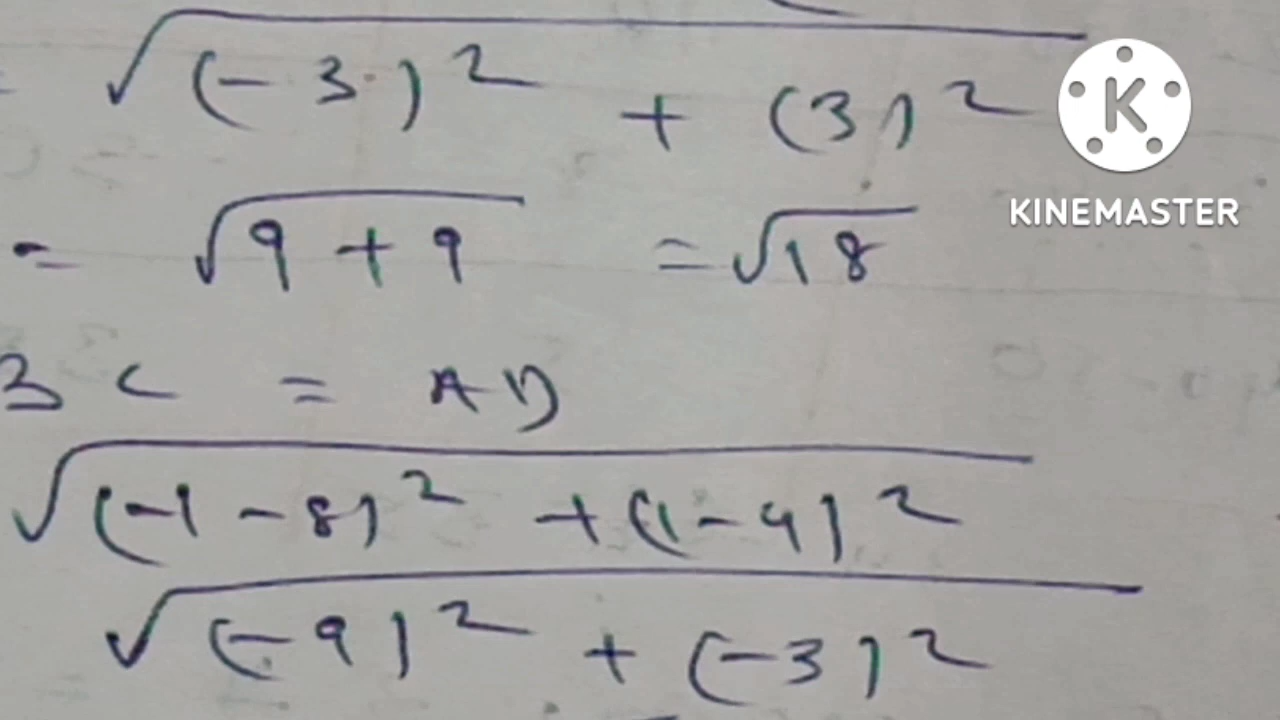 = √(-3)² + (3)²
K
KINEMASTER
= √9 + 9 = √18
BC = AD
√(-1 - 8)² + (1 - 4)²
√(-9)² + (-3)²